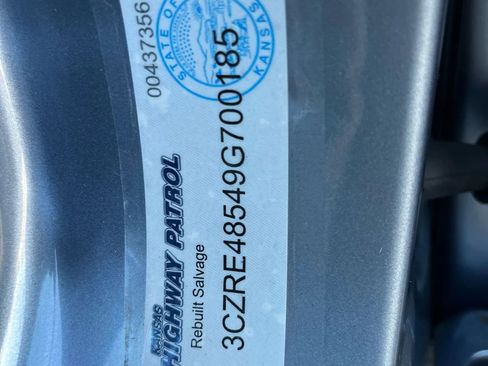 KANSAS
HIGHWAY PATROL
00437356
Rebuilt Salvage
3CZRE48549G700185
STATE OF
KANSAS